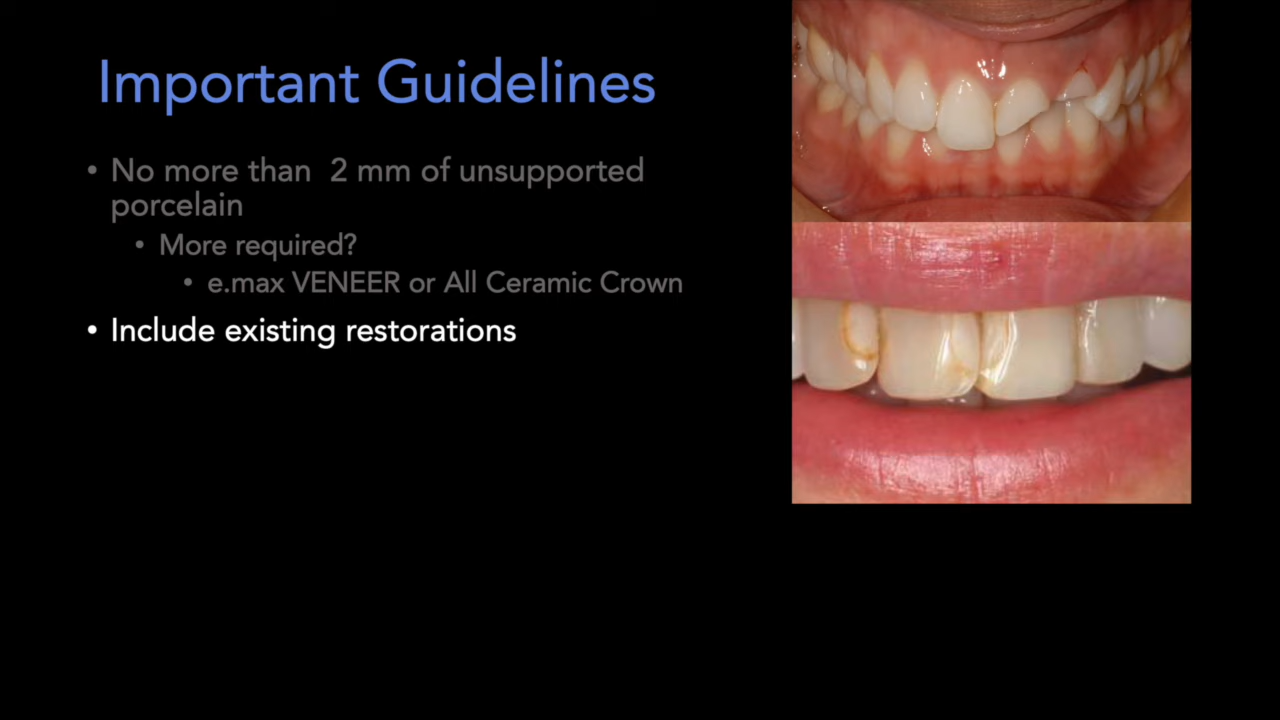 Important Guidelines
• No more than 2 mm of unsupported
porcelain
• More required?
• e.max VENEER or All Ceramic Crown
• Include existing restorations